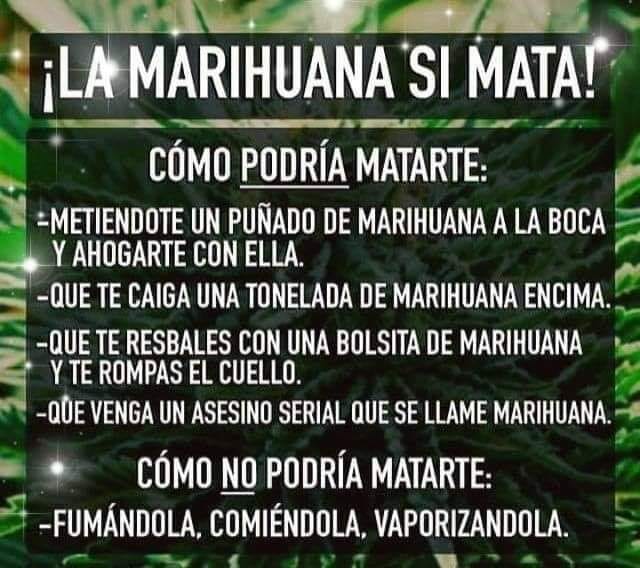 ¡LA MARIHUANA SI MATA!
CÓMO PODRÍA MATARTE:
-METIENDOTE UN PUÑADO DE MARIHUANA A LA BOCA
Y AHOGARTE CON ELLA.
-QUE TE CAIGA UNA TONELADA DE MARIHUANA ENCIMA.
-QUE TE RESBALES CON UNA BOLSITA DE MARIHUANA
Y TE ROMPAS EL CUELLO.
-QUE VENGA UN ASESINO SERIAL QUE SE LLAME MARIHUANA.
CÓMO NO PODRÍA MATARTE:
-FUMÁNDOLA, COMIÉNDOLA, VAPORIZANDOLA.